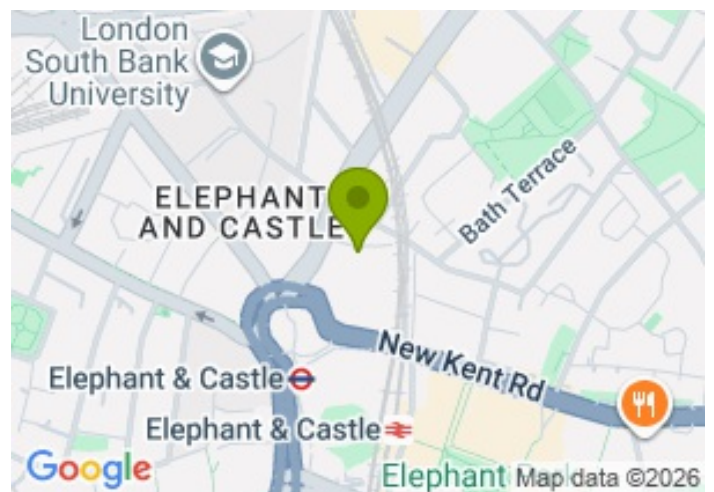 London
South Bank
University
ELEPHANT
AND CASTLE
Bath Terrace
New Kent Rd
Elephant & Castle
Elephant & Castle
Google
Elephant
Map data ©2026